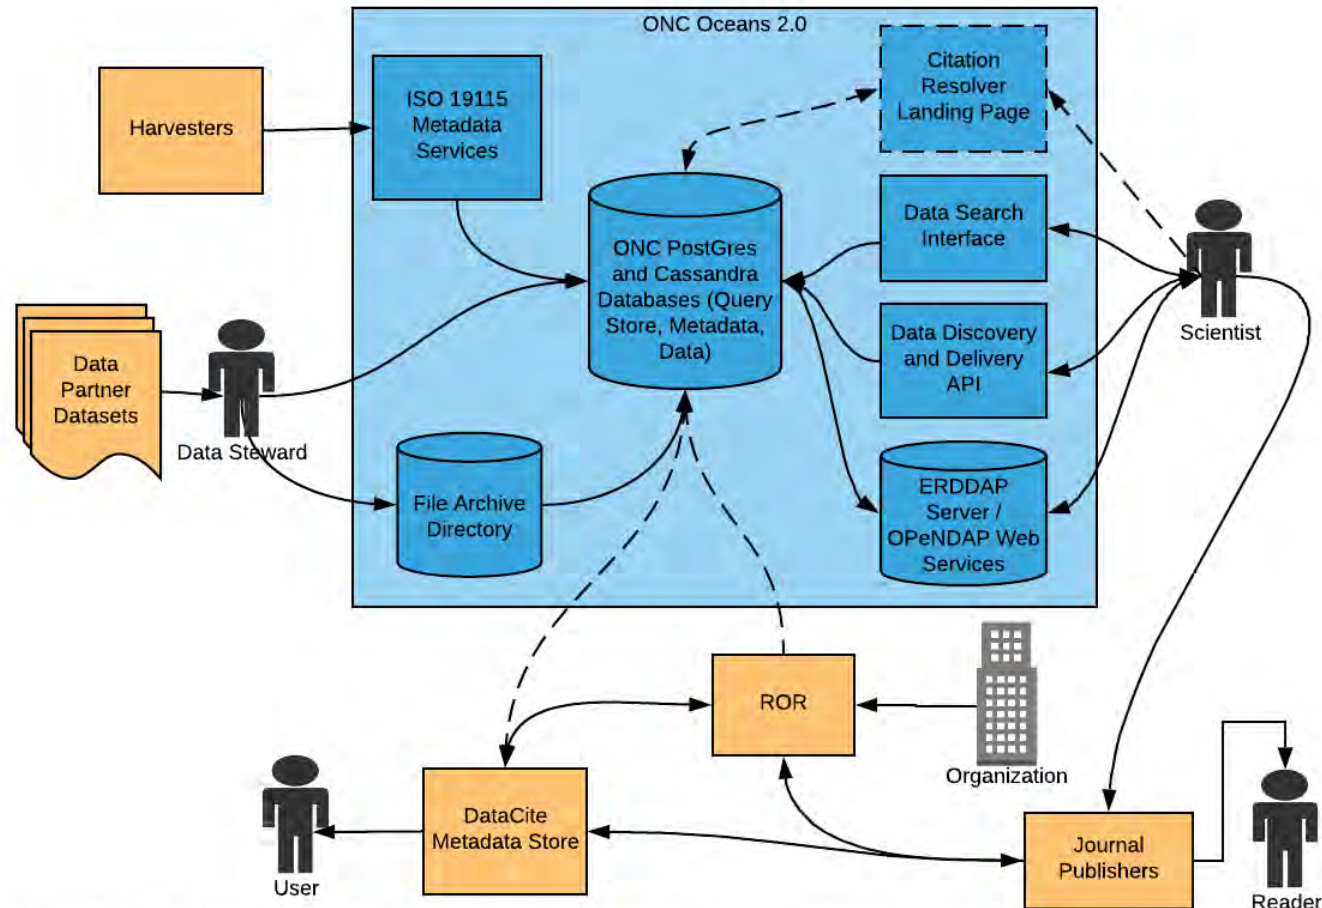 ONC Oceans 2.0
Harvesters
ISO 19115
Metadata
Services
Citation
Resolver
Landing Page
Data Search
Interface
ONC PostGres
and Cassandra
Databases (Query
Store, Metadata,
Data)
Data Discovery
and Delivery
API
Scientist
Data
Partner
Datasets
Data Steward
File Archive
Directory
ERDDAP
Server /
OPeNDAP Web
Services
ROR
Organization
DataCite
Metadata Store
User
Journal
Publishers
Reader